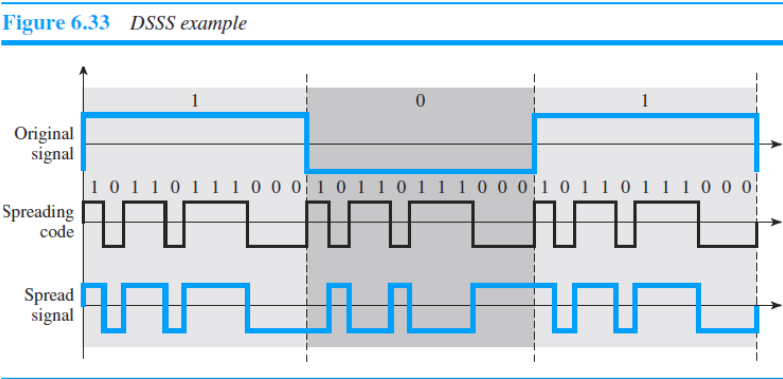 Figure 6.33 DSSS example
1 0 1
Original
signal
1 0 1 1 0 1 1 1 0 0 0 1 0 1 1 0 1 1 1 0 0 0 1 0 1 1 0 1 1 1 0 0 0
Spreading
code
Spread
signal